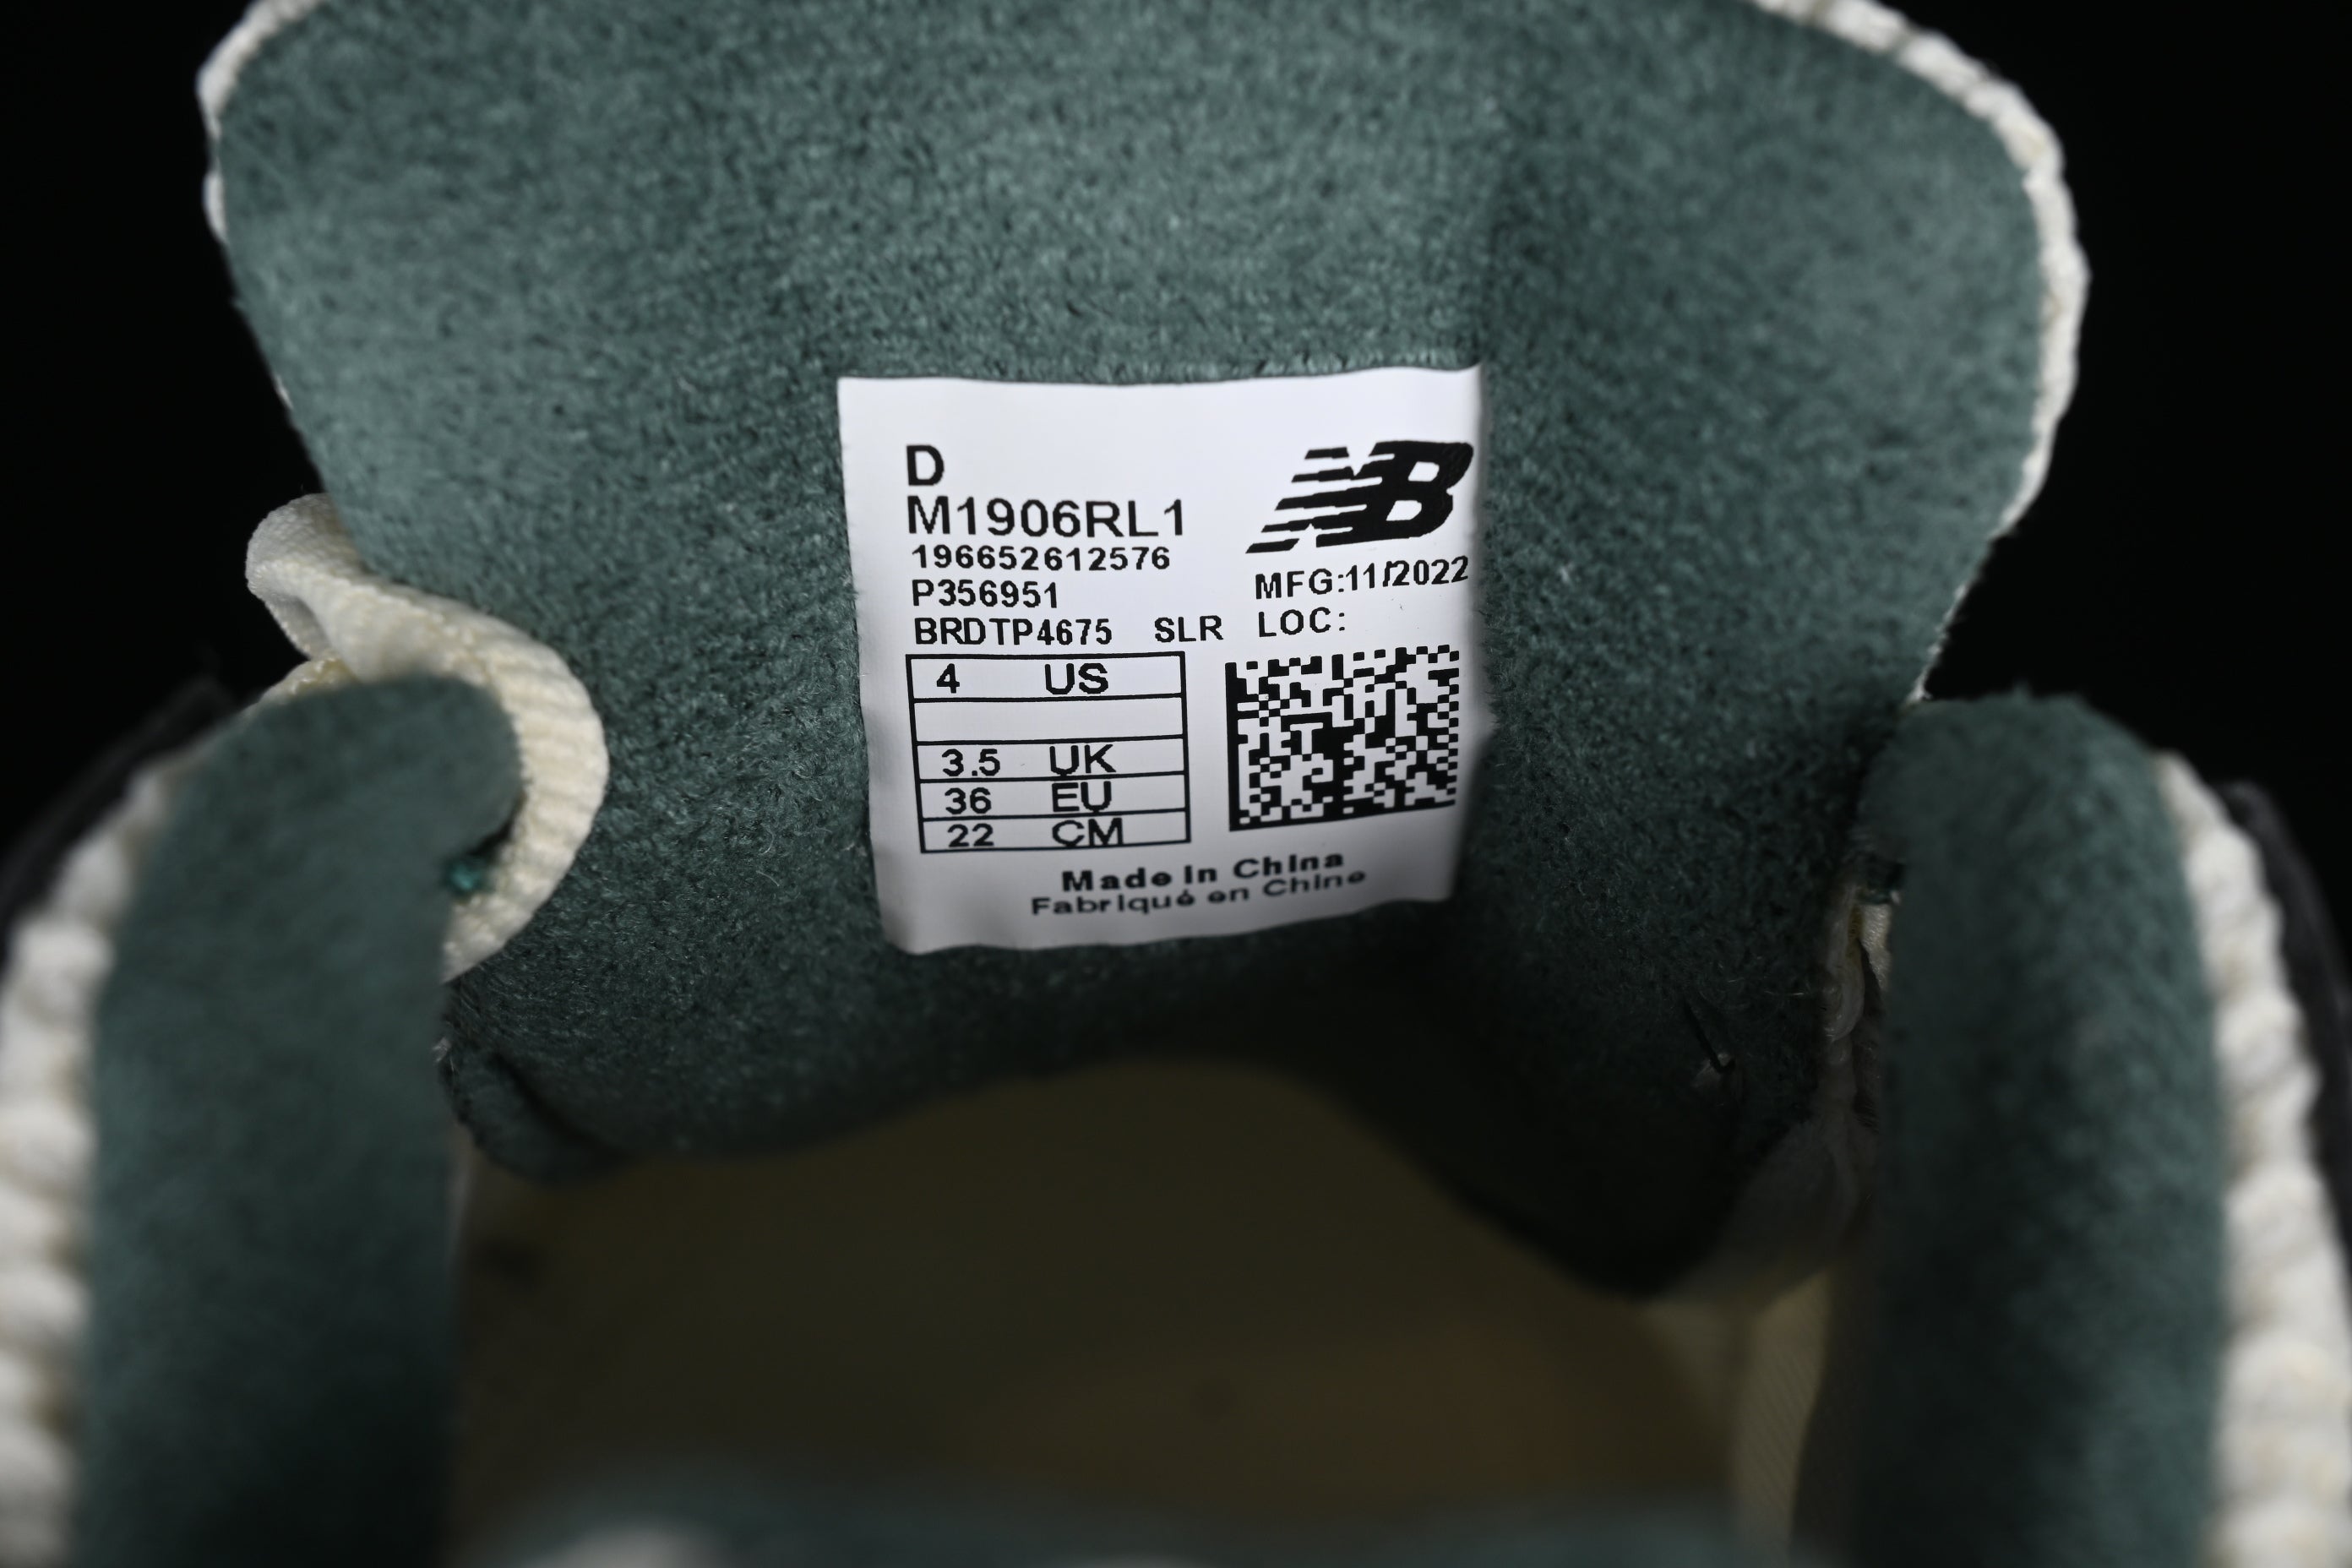 D
M1906RL1
196652612576
P356951
BRDTP4675 SLR
NB
MFG:11/2022
LOC:
4 US
3.5 UK
36 EU
22 CM
Made in China
Fabriqué en Chine